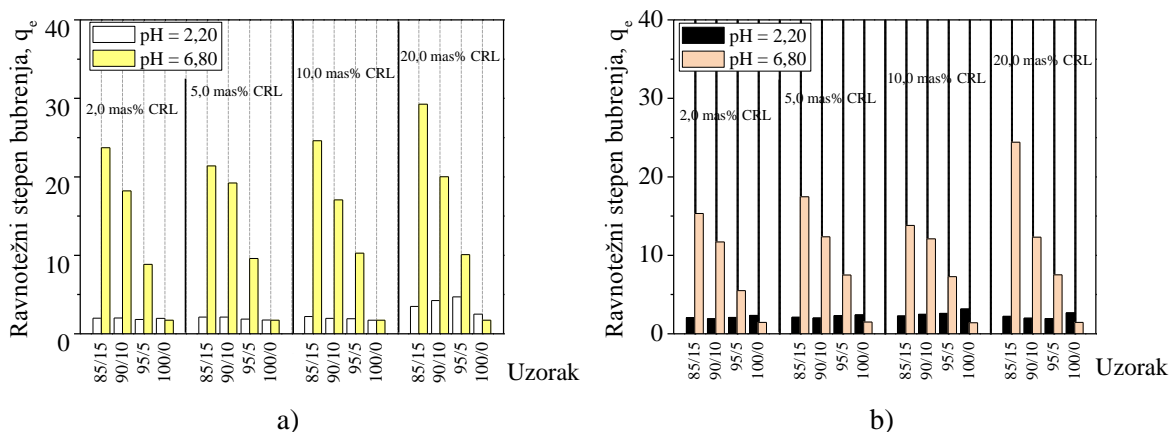 Ravnotežni stepen bubrenja, qe
40
30
20
10
0
pH = 2,20
pH = 6,80
2,0 mas% CRL
5,0 mas% CRL
10,0 mas% CRL
20,0 mas% CRL
85/15
90/10
95/5
100/0
85/15
90/10
95/5
100/0
85/15
90/10
95/5
100/0
85/15
90/10
95/5
100/0
Uzorak
a)
Ravnotežni stepen bubrenja, qe
40
30
20
10
0
pH = 2,20
pH = 6,80
2,0 mas% CRL
5,0 mas% CRL
10,0 mas% CRL
20,0 mas% CRL
85/15
90/10
95/5
100/0
85/15
90/10
95/5
100/0
85/15
90/10
95/5
100/0
85/15
90/10
95/5
100/0
Uzorak
b)